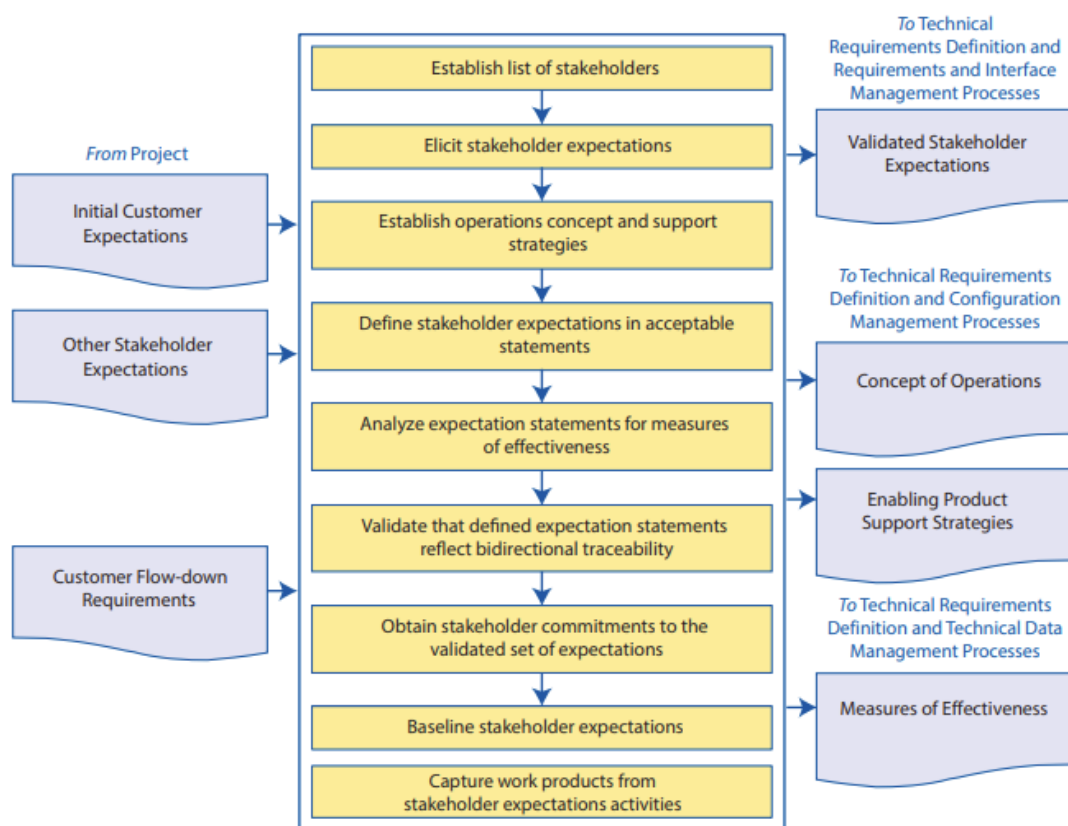 From Project
Initial Customer
Expectations
Other Stakeholder
Expectations
Customer Flow-down
Requirements
Establish list of stakeholders
Elicit stakeholder expectations
Establish operations concept and support
strategies
Define stakeholder expectations in acceptable
statements
Analyze expectation statements for measures
of effectiveness
Validate that defined expectation statements
reflect bidirectional traceability
Obtain stakeholder commitments to the
validated set of expectations
Baseline stakeholder expectations
Capture work products from
stakeholder expectations activities
To Technical
Requirements Definition and
Requirements and Interface
Management Processes
Validated Stakeholder
Expectations
To Technical Requirements
Definition and Configuration
Management Processes
Concept of Operations
Enabling Product
Support Strategies
To Technical Requirements
Definition and Technical Data
Management Processes
Measures of Effectiveness